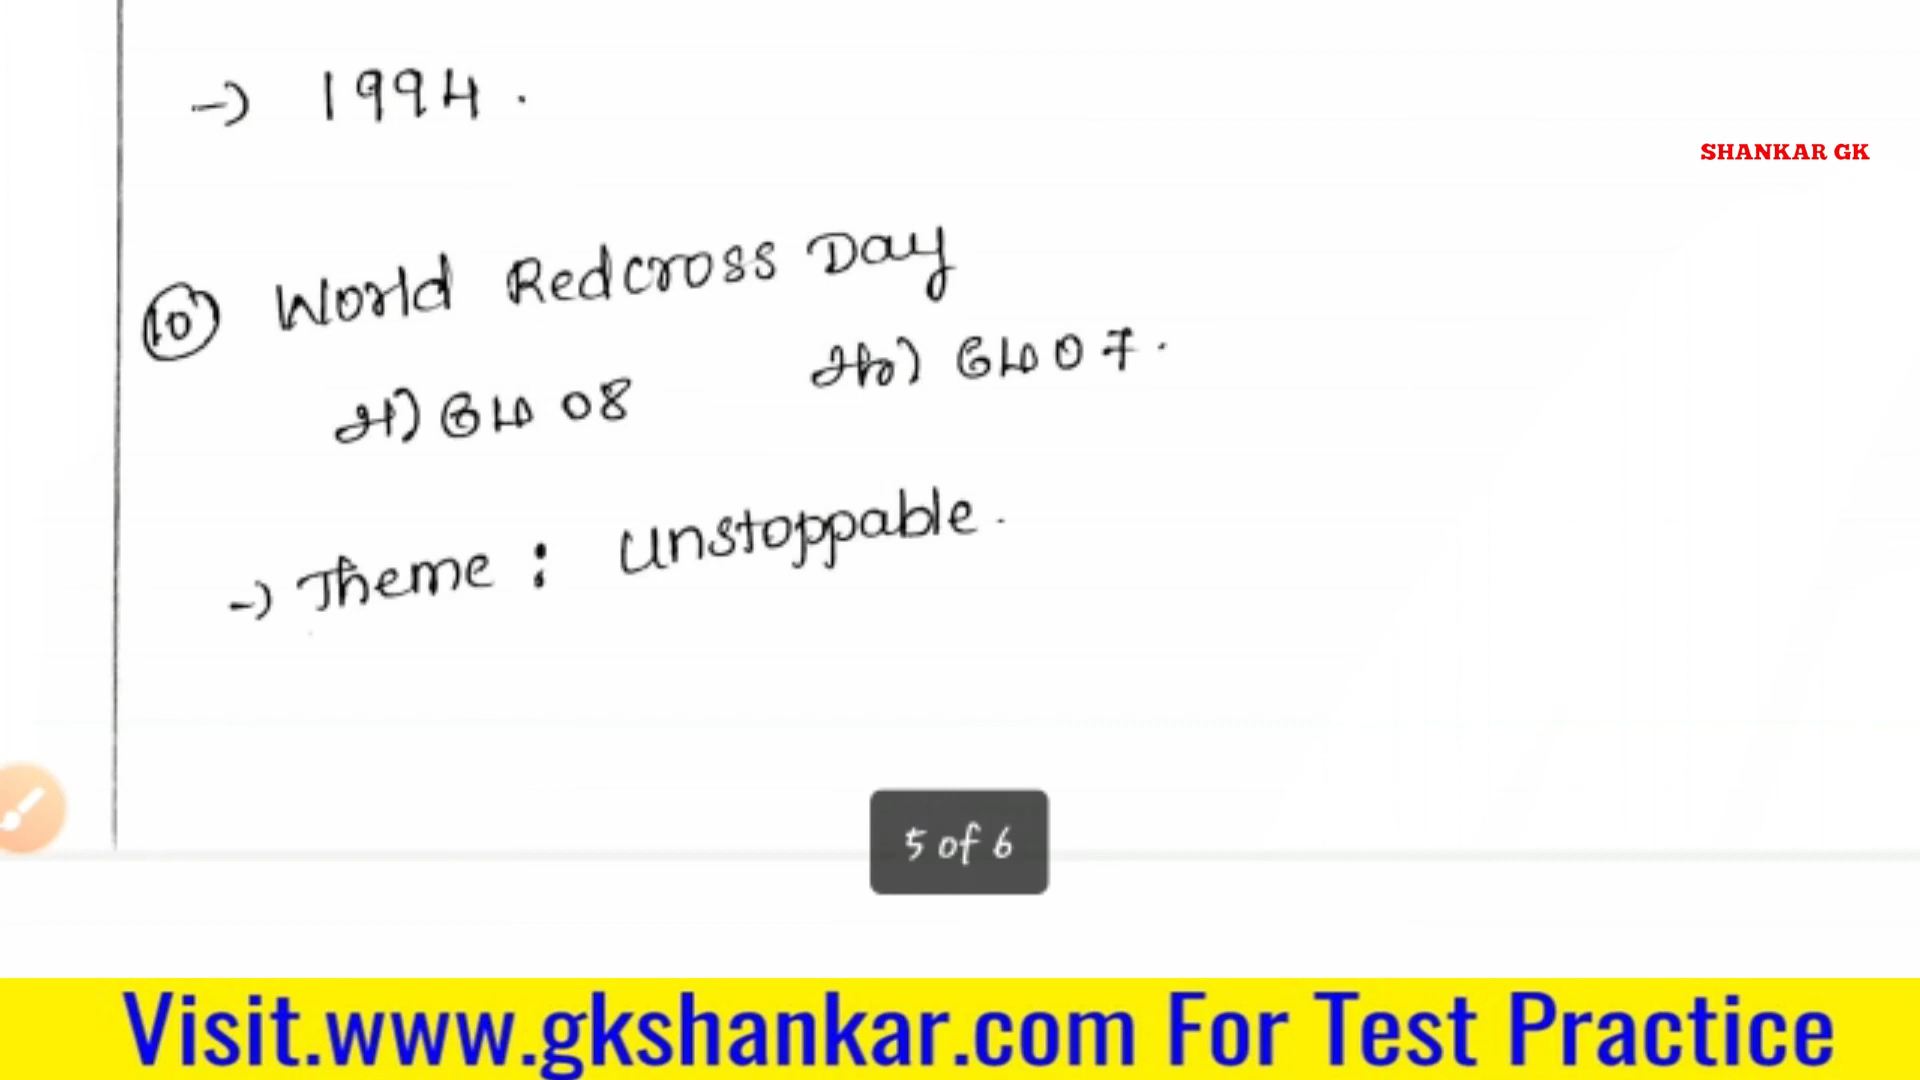 -) 1994.
SHANKAR GK
10 World Redcross Day
அ) மே 08 ஆ) மே 07.
-) Theme : Unstoppable.
5 of 6
Visit.www.gkshankar.com For Test Practice